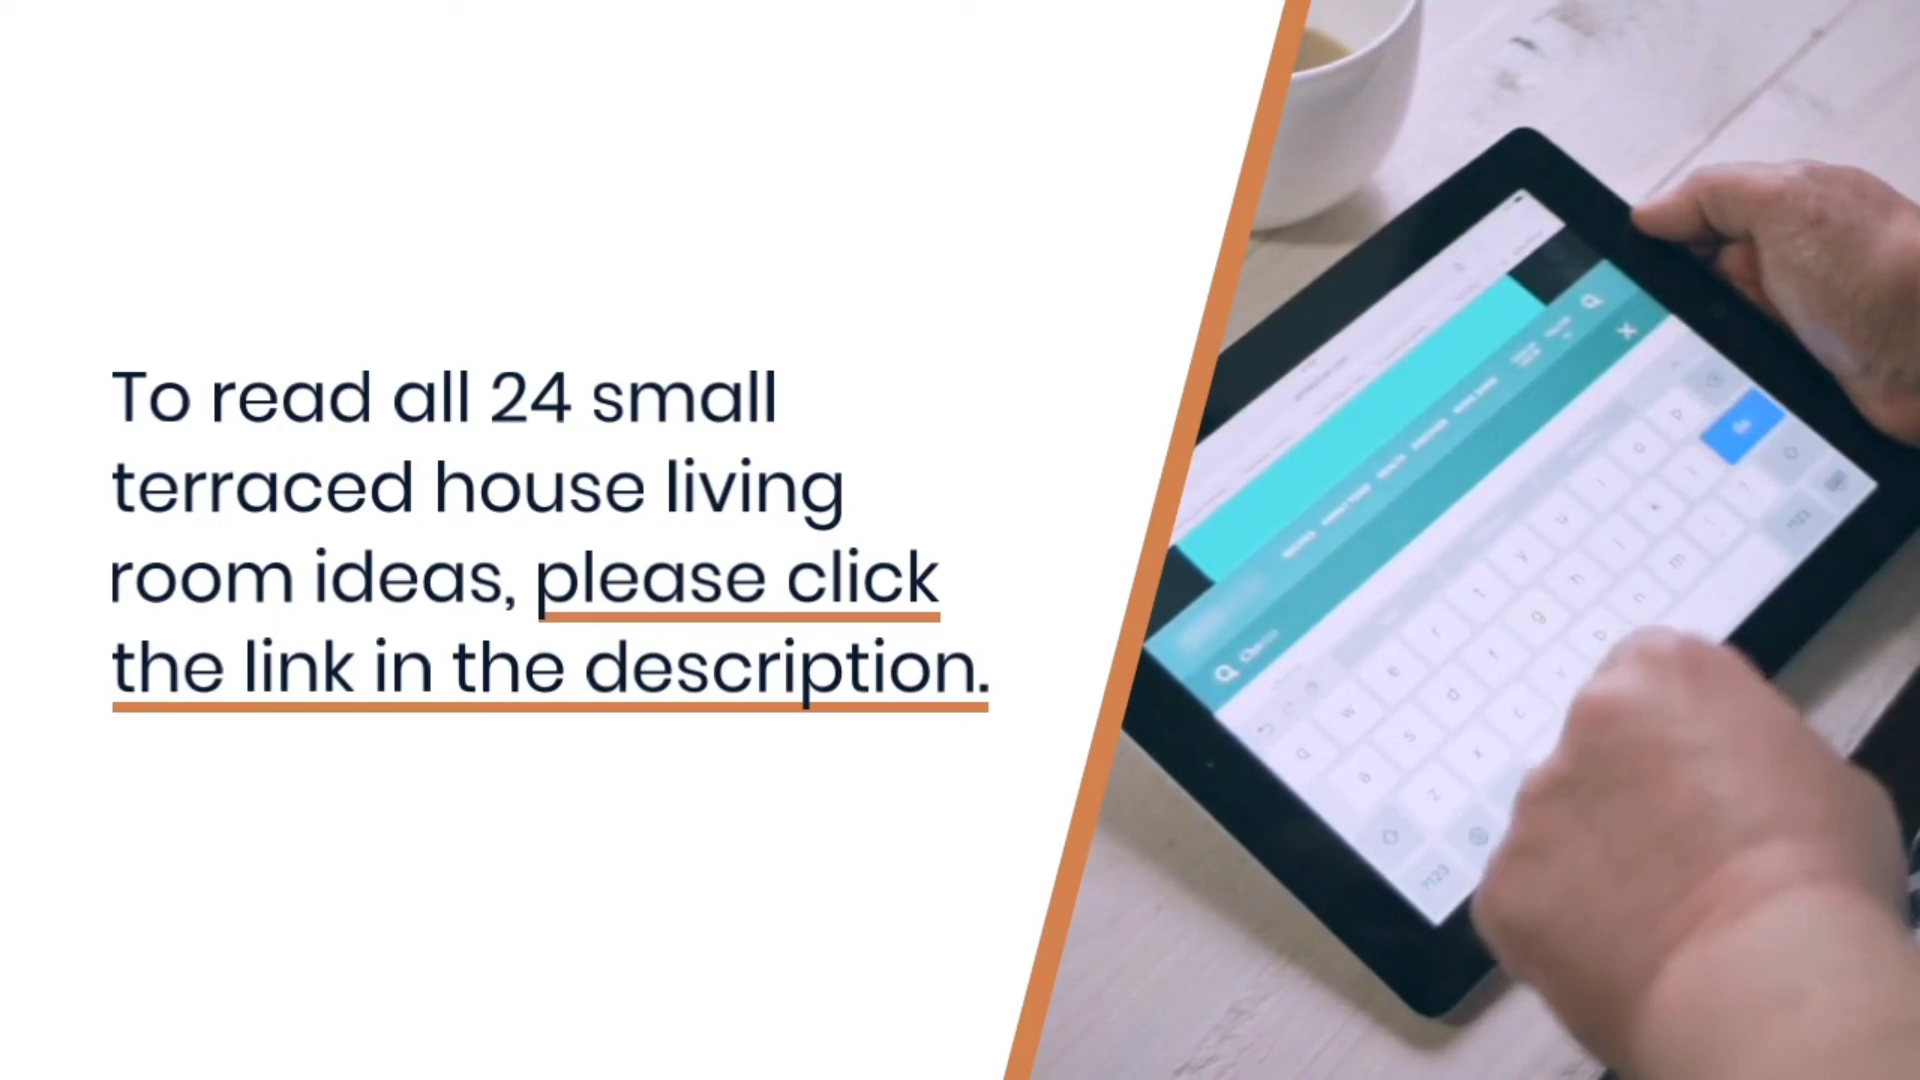 To read all 24 small
terraced house living
room ideas, please click
the link in the description.